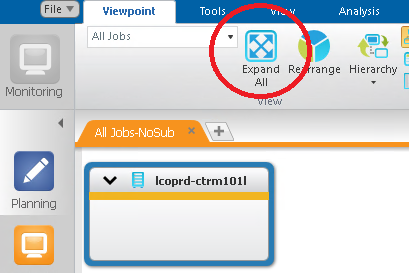 File
Viewpoint
Tools
View
Analysis
All Jobs
Expand All
Rearrange
Hierarchy
View
Monitoring
All Jobs-NoSub
Planning
lcoprd-ctrm101l